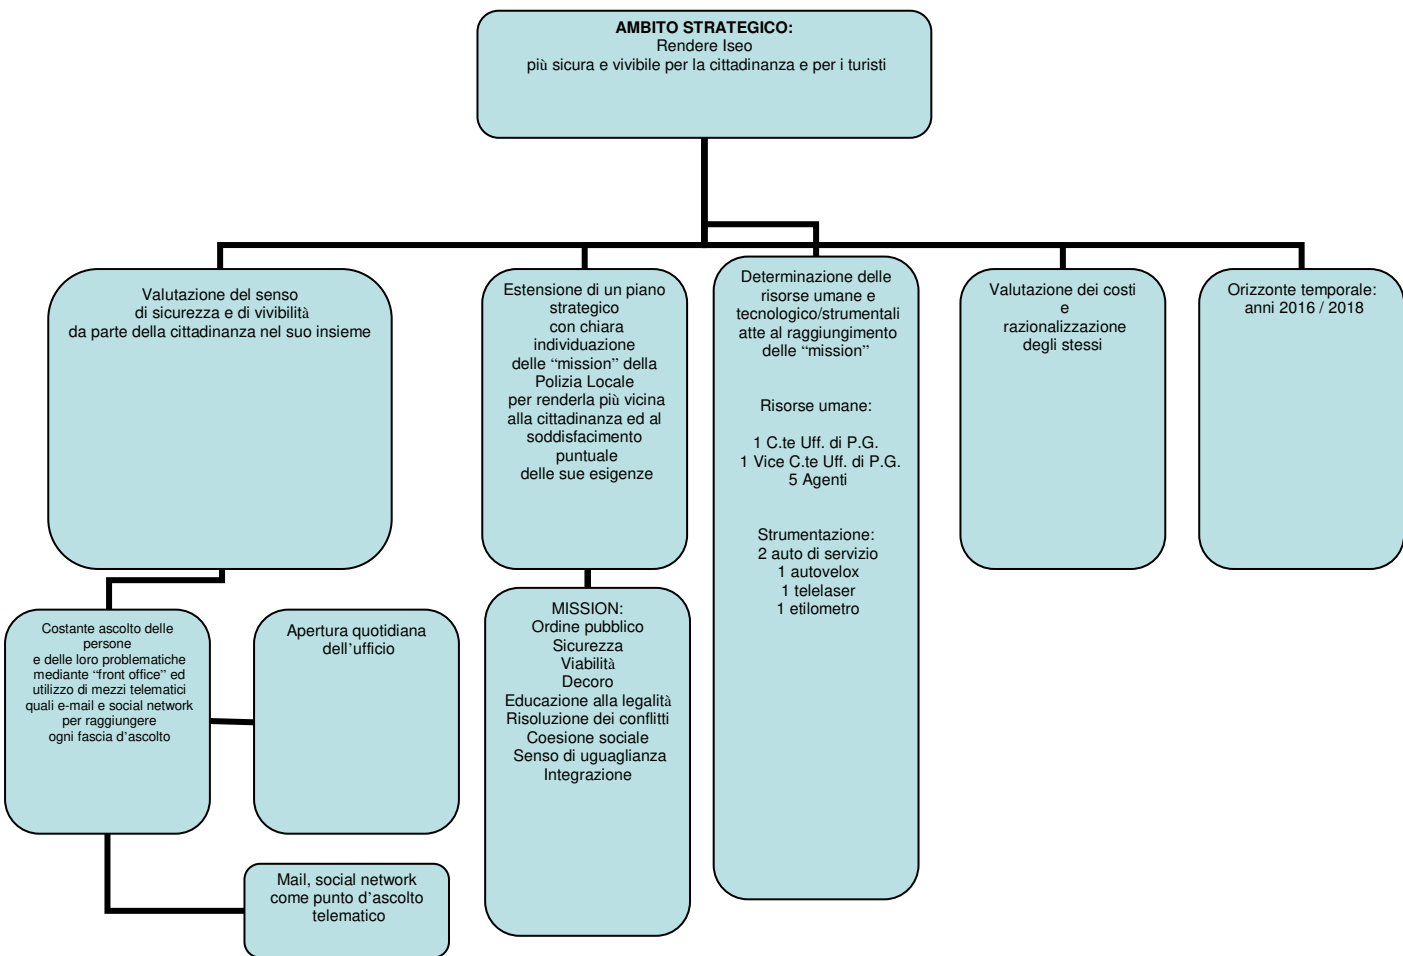 AMBITO STRATEGICO:
Rendere Iseo
più sicura e vivibile per la cittadinanza e per i turisti
Valutazione del senso
di sicurezza e di vivibilità
da parte della cittadinanza nel suo insieme
Estensione di un piano
strategico
con chiara
individuazione
delle “mission” della
Polizia Locale
per renderla più vicina
alla cittadinanza ed al
soddisfacimento
puntuale
delle sue esigenze
Determinazione delle
risorse umane e
tecnologico/strumentali
atte al raggiungimento
delle “mission”
Risorse umane:
1 C.te Uff. di P.G.
1 Vice C.te Uff. di P.G.
5 Agenti
Strumentazione:
2 auto di servizio
1 autovelox
1 telelaser
1 etilometro
Valutazione dei costi
e
razionalizzazione
degli stessi
Orizzonte temporale:
anni 2016 / 2018
Costante ascolto delle
persone
e delle loro problematiche
mediante “front office” ed
utilizzo di mezzi telematici
quali e-mail e social network
per raggiungere
ogni fascia d’ascolto
Apertura quotidiana
dell’ufficio
MISSION:
Ordine pubblico
Sicurezza
Viabilità
Decoro
Educazione alla legalità
Risoluzione dei conflitti
Coesione sociale
Senso di uguaglianza
Integrazione
Mail, social network
come punto d’ascolto
telematico